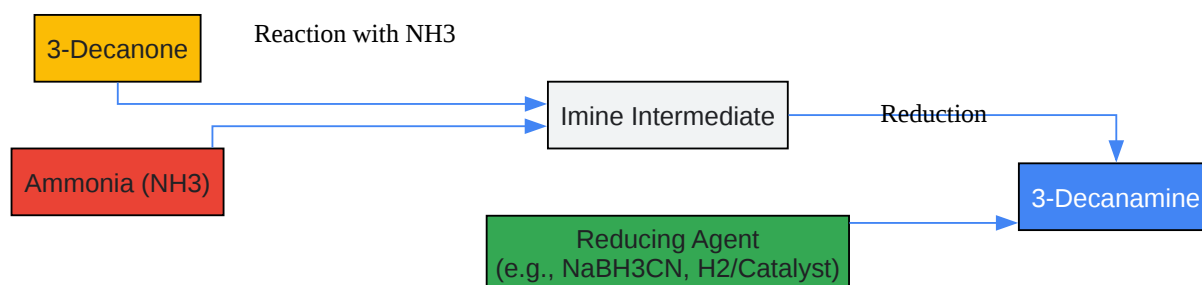 3-Decanone
Reaction with NH3
Imine Intermediate
Reduction
Ammonia (NH3)
3-Decanamine
Reducing Agent
(e.g., NaBH3CN, H2/Catalyst)